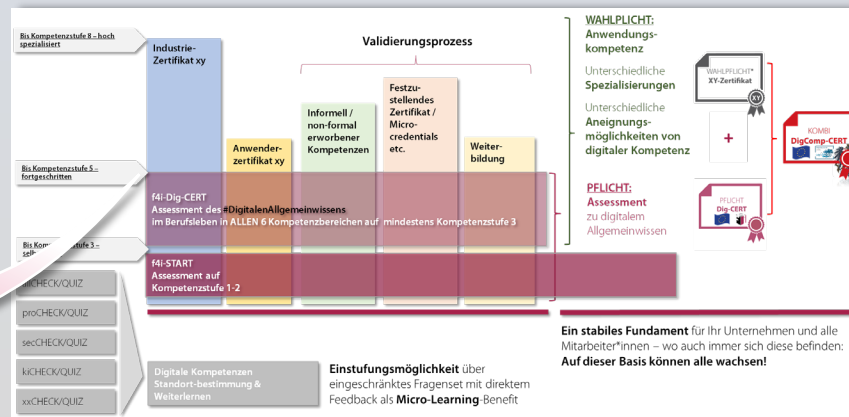 Bis Kompetenzstufe 8 – hoch
spezialisiert
Industrie-
Zertifikat xy
Validierungsprozess
Informell /
non-formal
erworbener
Kompetenzen
Festzu-
stellendes
Zertifikat /
Micro-
credentials
etc.
Anwender-
zertifikat xy
Weiter-
bildung
Bis Kompetenzstufe 5 –
fortgeschritten
f4i-Dig-CERT
Assessment des #DigitalenAllgemeinwissens
im Berufsleben in ALLEN 6 Kompetenzbereichen auf mindestens Kompetenzstufe 3
f4i-START
Assessment auf
Kompetenzstufe 1-2
CHECK/QUIZ
proCHECK/QUIZ
secCHECK/QUIZ
kiCHECK/QUIZ
xxCHECK/QUIZ
Digitale Kompetenzen
Standort-bestimmung &
Weiterlernen
Einstufungsmöglichkeit über
eingeschränktes Fragenset mit direktem
Feedback als Micro-Learning-Benefit
WAHLPLICHT:
Anwendungs-
kompetenz
Unterschiedliche
Spezialisierungen
Unterschiedliche
Aneignungs-
möglichkeiten von
digitaler Kompetenz
PFLICHT:
Assessment
zu digitalem
Allgemeinwissen
WAHLPFLICHT*
XY-Zertifikat
XY
+
PFLICHT
Dig-CERT
KOMBI
DigComp-CERT
Ein stabiles Fundament für Ihr Unternehmen und alle
Mitarbeiter*innen – wo auch immer sich diese befinden:
Auf dieser Basis können alle wachsen!